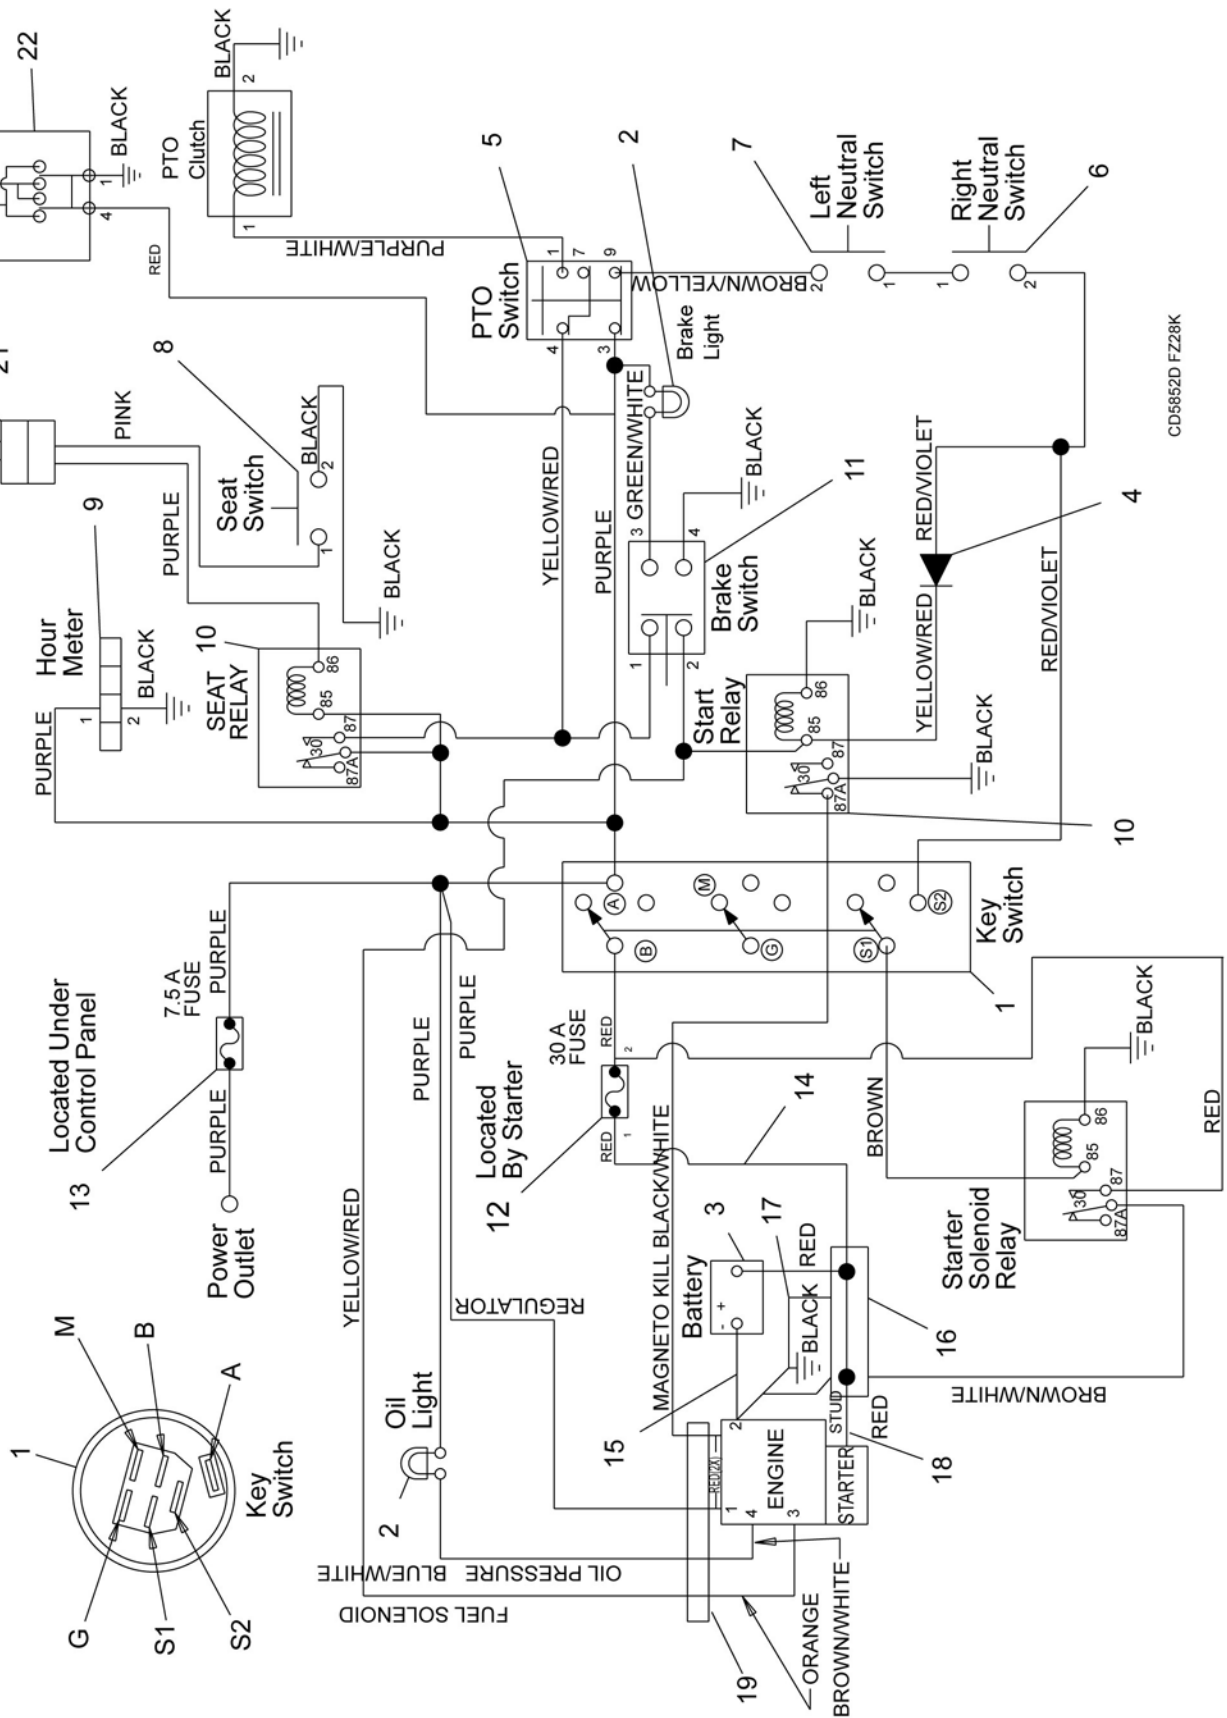 22
BLACK
1
4
RED
PTO
Clutch
BLACK
2
1
PURPLE/WHITE
PTO
Switch
5
1
7
9
4
3
2
Brake
Light
BROWN/YELLOW
7
Left
Neutral
Switch
2
1
Right
Neutral
Switch
6
1
2
CD5852D FZ28K
8
PINK
PURPLE
Seat
Switch
BLACK
2
1
BLACK
9
Hour
Meter
PURPLE
1
2
BLACK
10
SEAT
RELAY
86
85
87
30
87A
YELLOW/RED
PURPLE
GREEN/WHITE
3
4
BLACK
11
Brake
Switch
1
2
Start
Relay
86
85
87
30
87A
BLACK
BLACK
10
YELLOW/RED
RED/VIOLET
4
RED/VIOLET
Located Under
Control Panel
7.5 A
FUSE
PURPLE
PURPLE
13
Power
Outlet
PURPLE
PURPLE
Located
By Starter
30 A
FUSE
RED
2
RED
1
12
A
B
M
G
S1
S2
Key
Switch
1
14
BROWN
BLACK
RED
Starter
Solenoid
Relay
86
85
87
30
87A
BROWN/WHITE
M
B
A
1
G
S1
S2
Key
Switch
YELLOW/RED
REGULATOR
Oil
Light
2
MAGNETO KILL BLACK/WHITE
Battery
3
- +
17
RED
BLACK
16
15
STUD
RED
18
RED(2X)
2
1
4
3
ENGINE
STARTER
OIL PRESSURE BLUE/WHITE
FUEL SOLENOID
19
ORANGE
BROWN/WHITE